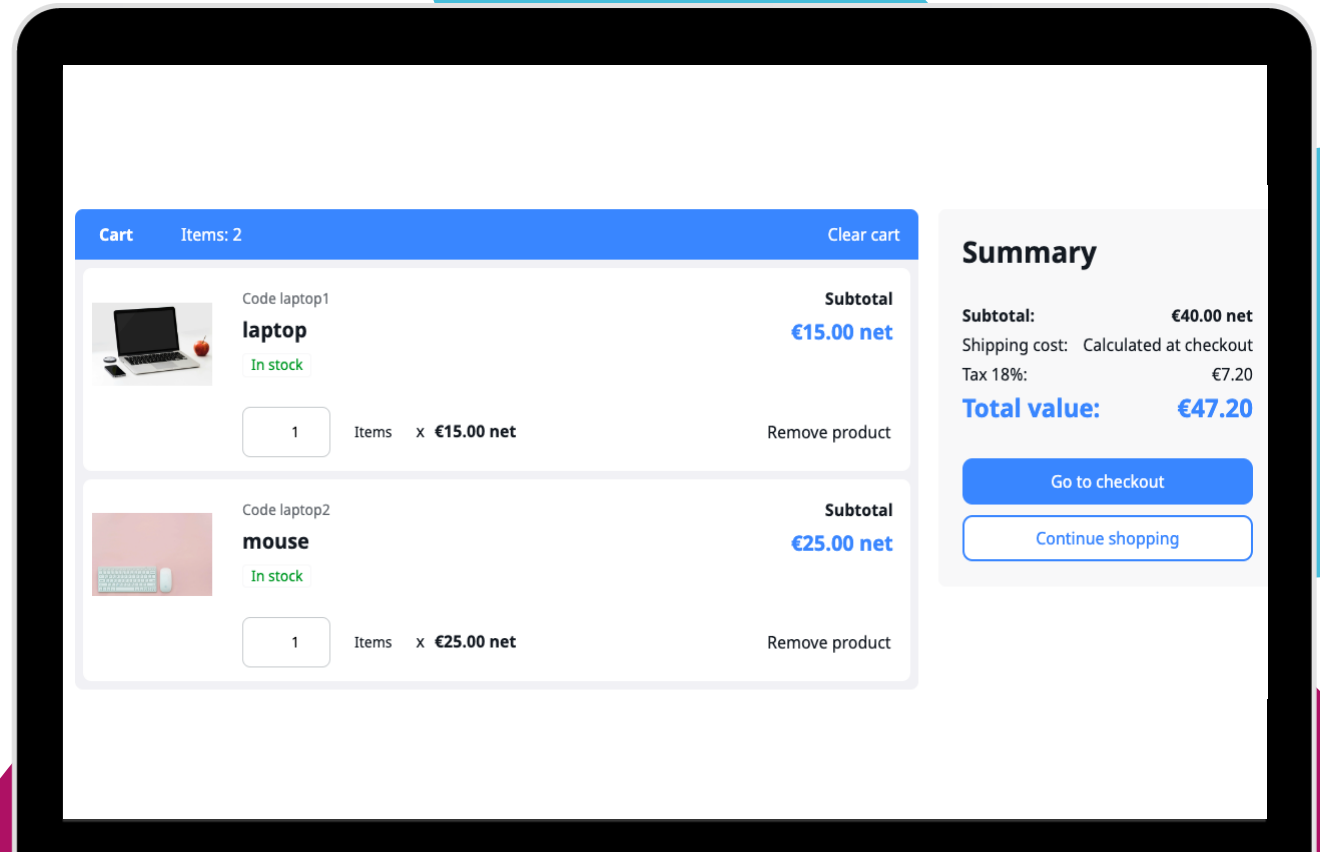 Cart Items: 2 Clear cart
Code laptop1
laptop
In stock
Subtotal
€15.00 net
1 Items x €15.00 net Remove product
Code laptop2
mouse
In stock
Subtotal
€25.00 net
1 Items x €25.00 net Remove product
Summary
Subtotal: €40.00 net
Shipping cost: Calculated at checkout
Tax 18%: €7.20
Total value: €47.20
Go to checkout
Continue shopping